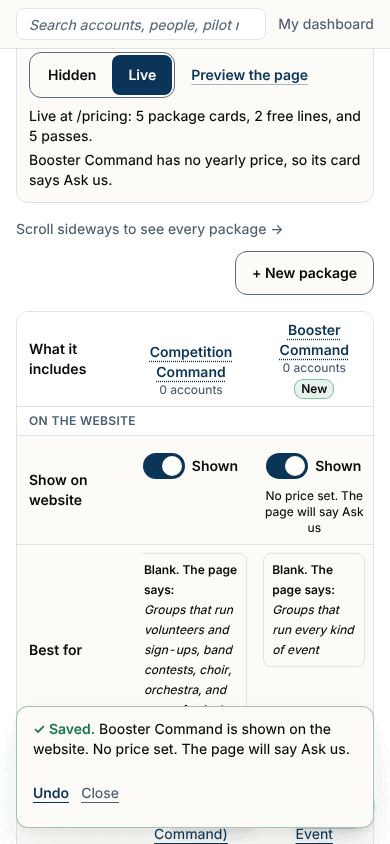 Search accounts, people, pilot r
My dashboard
Hidden
Live
Preview the page
Live at /pricing: 5 package cards, 2 free lines, and
5 passes.
Booster Command has no yearly price, so its card
says Ask us.
Scroll sideways to see every package →
+ New package
What it
includes
Competition
Command
0 accounts
Booster
Command
0 accounts
New
ON THE WEBSITE
Show on
website
Shown
Shown
No price set. The
page will say Ask
us
Best for
Blank. The page
says:
Groups that run
volunteers and
sign-ups, band
contests, choir,
orchestra, and
Blank. The
page says:
Groups that
run every kind
of event
✓ Saved. Booster Command is shown on the
website. No price set. The page will say Ask us.
Undo
Close
Command)
Event